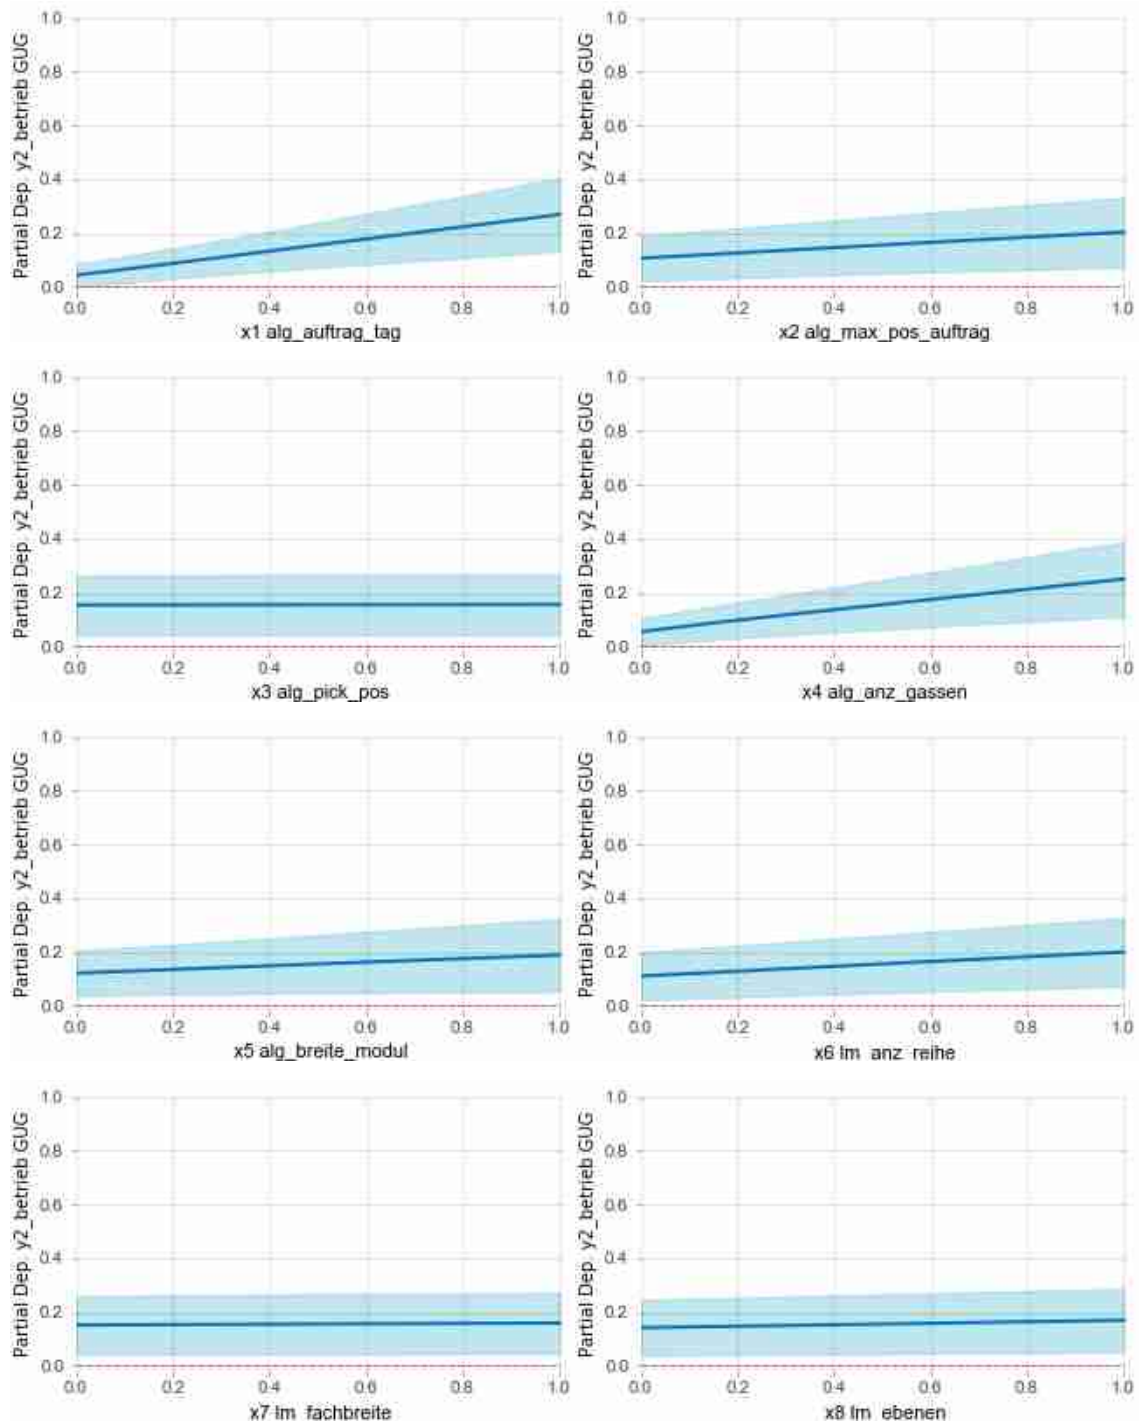 Partial Dep. y2_betrieb GUG
1.0
0.8
0.6
0.4
0.2
0.0
0.0 0.2 0.4 0.6 0.8 1.0
x1 alg_auftrag_tag
Partial Dep. y2_betrieb GUG
1.0
0.8
0.6
0.4
0.2
0.0
0.0 0.2 0.4 0.6 0.8 1.0
x2 alg_max_pos_auftrag
Partial Dep. y2_betrieb GUG
1.0
0.8
0.6
0.4
0.2
0.0
0.0 0.2 0.4 0.6 0.8 1.0
x3 alg_pick_pos
Partial Dep. y2_betrieb GUG
1.0
0.8
0.6
0.4
0.2
0.0
0.0 0.2 0.4 0.6 0.8 1.0
x4 alg_anz_gassen
Partial Dep. y2_betrieb GUG
1.0
0.8
0.6
0.4
0.2
0.0
0.0 0.2 0.4 0.6 0.8 1.0
x5 alg_breite_modul
Partial Dep. y2_betrieb GUG
1.0
0.8
0.6
0.4
0.2
0.0
0.0 0.2 0.4 0.6 0.8 1.0
x6 lm_anz_reihe
Partial Dep. y2_betrieb GUG
1.0
0.8
0.6
0.4
0.2
0.0
0.0 0.2 0.4 0.6 0.8 1.0
x7 lm_fachbreite
Partial Dep. y2_betrieb GUG
1.0
0.8
0.6
0.4
0.2
0.0
0.0 0.2 0.4 0.6 0.8 1.0
x8 lm_ebenen